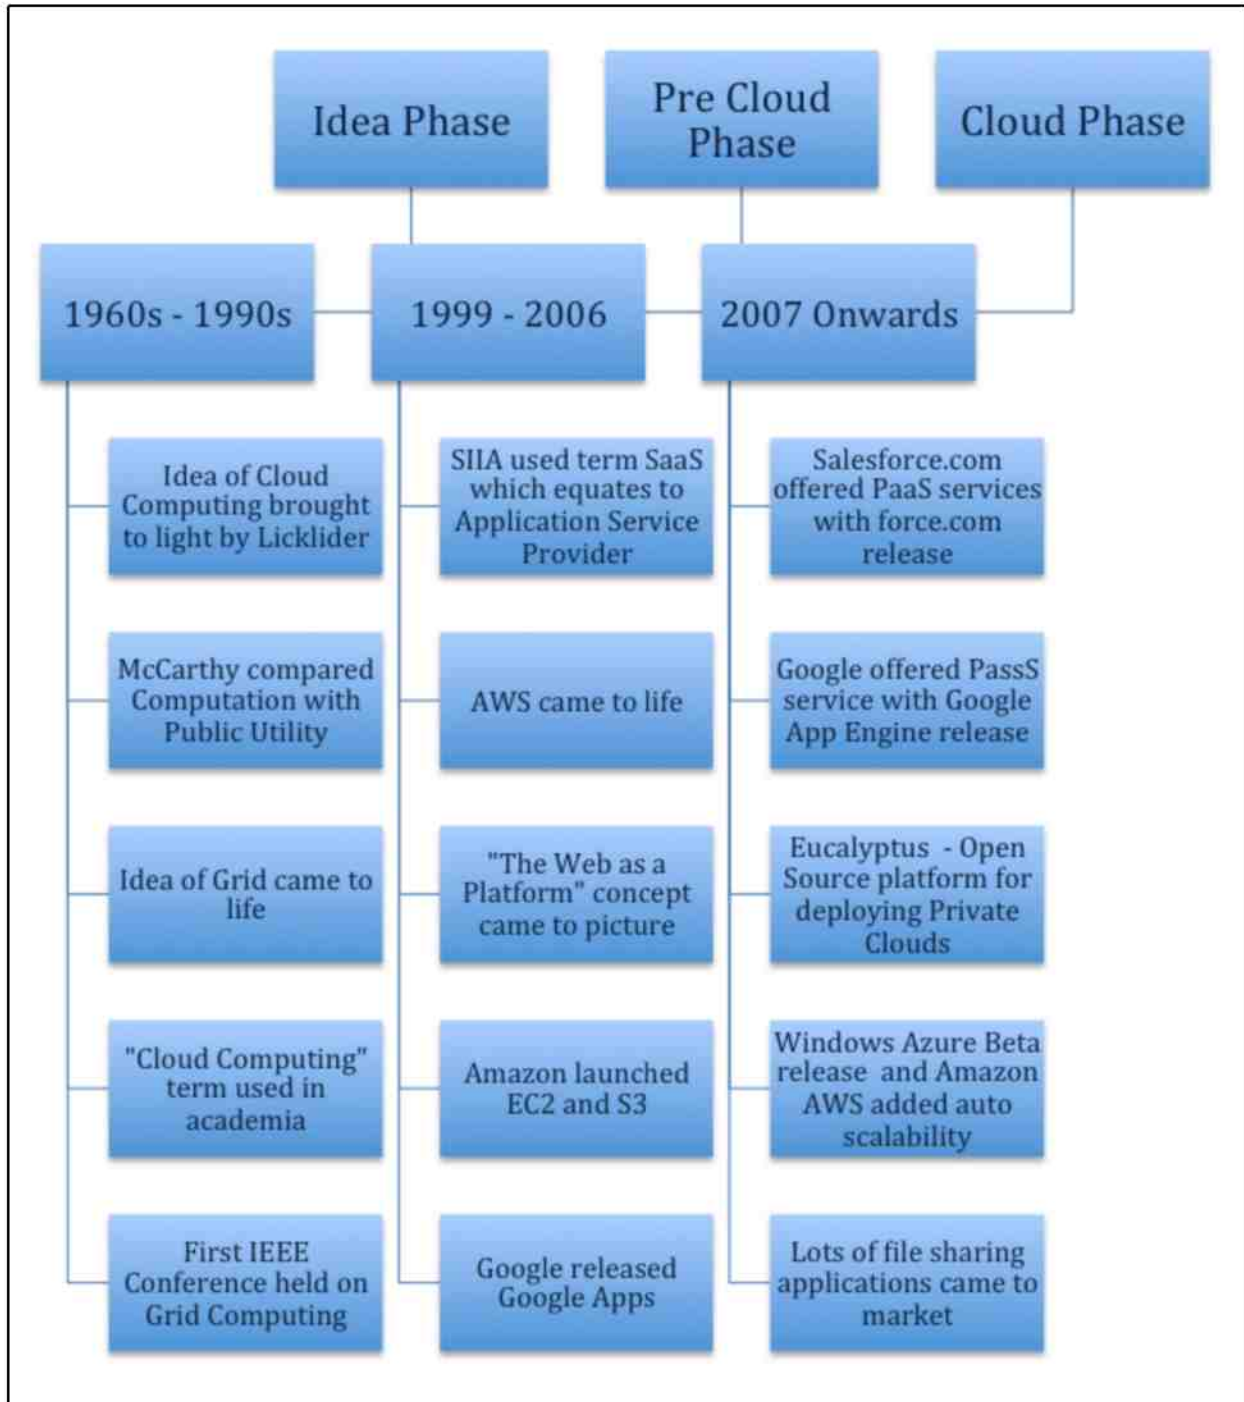 Idea Phase
Pre Cloud
Phase
Cloud Phase
1960s - 1990s
1999 - 2006
2007 Onwards
Idea of Cloud
Computing brought
to light by Licklider
McCarthy compared
Computation with
Public Utility
Idea of Grid came to
life
"Cloud Computing"
term used in
academia
First IEEE
Conference held on
Grid Computing
SIIA used term SaaS
which equates to
Application Service
Provider
AWS came to life
"The Web as a
Platform" concept
came to picture
Amazon launched
EC2 and S3
Google released
Google Apps
Salesforce.com
offered PaaS services
with force.com
release
Google offered PassS
service with Google
App Engine release
Eucalyptus - Open
Source platform for
deploying Private
Clouds
Windows Azure Beta
release and Amazon
AWS added auto
scalability
Lots of file sharing
applications came to
market